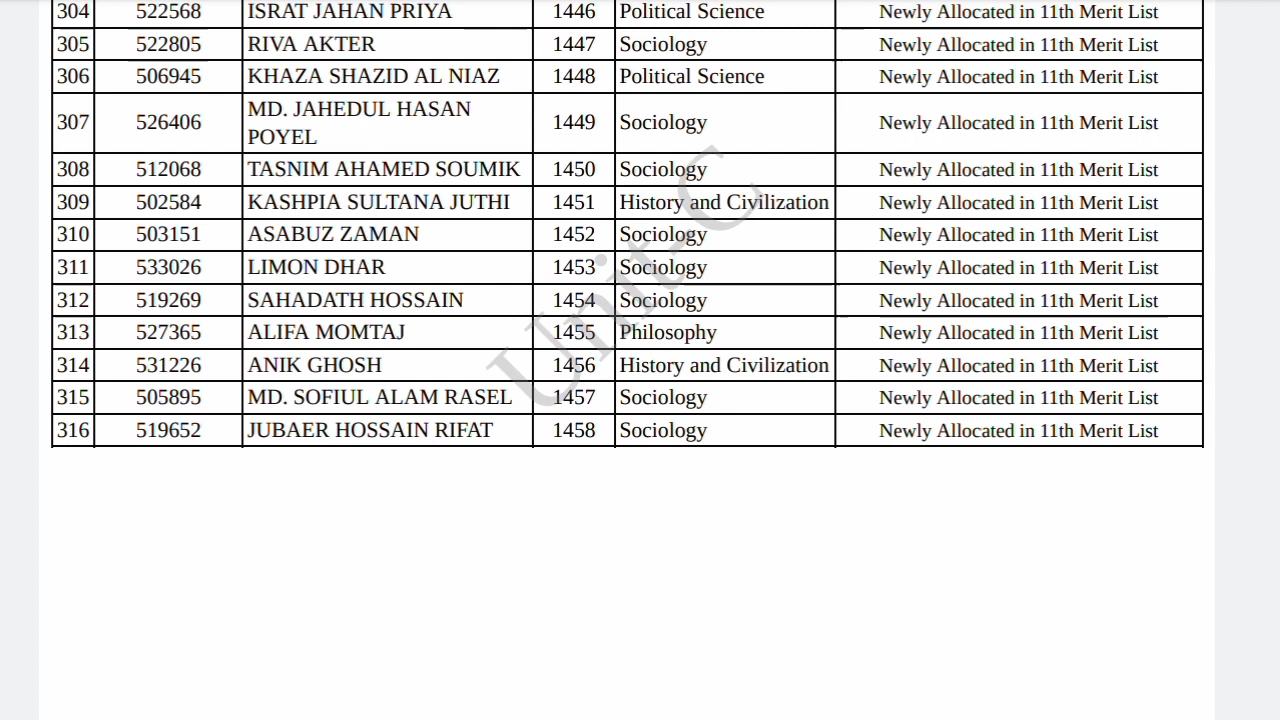 304 522568 ISRAT JAHAN PRIYA 1446 Political Science Newly Allocated in 11th Merit List
305 522805 RIVA AKTER 1447 Sociology Newly Allocated in 11th Merit List
306 506945 KHAZA SHAZID AL NIAZ 1448 Political Science Newly Allocated in 11th Merit List
307 526406 MD. JAHEDUL HASAN
POYEL 1449 Sociology Newly Allocated in 11th Merit List
308 512068 TASNIM AHAMED SOUMIK 1450 Sociology Newly Allocated in 11th Merit List
309 502584 KASHPIA SULTANA JUTHI 1451 History and Civilization Newly Allocated in 11th Merit List
310 503151 ASABUZ ZAMAN 1452 Sociology Newly Allocated in 11th Merit List
311 533026 LIMON DHAR 1453 Sociology Newly Allocated in 11th Merit List
312 519269 SAHADATH HOSSAIN 1454 Sociology Newly Allocated in 11th Merit List
313 527365 ALIFA MOMTAJ 1455 Philosophy Newly Allocated in 11th Merit List
314 531226 ANIK GHOSH 1456 History and Civilization Newly Allocated in 11th Merit List
315 505895 MD. SOFIUL ALAM RASEL 1457 Sociology Newly Allocated in 11th Merit List
316 519652 JUBAER HOSSAIN RIFAT 1458 Sociology Newly Allocated in 11th Merit List
Unit-C